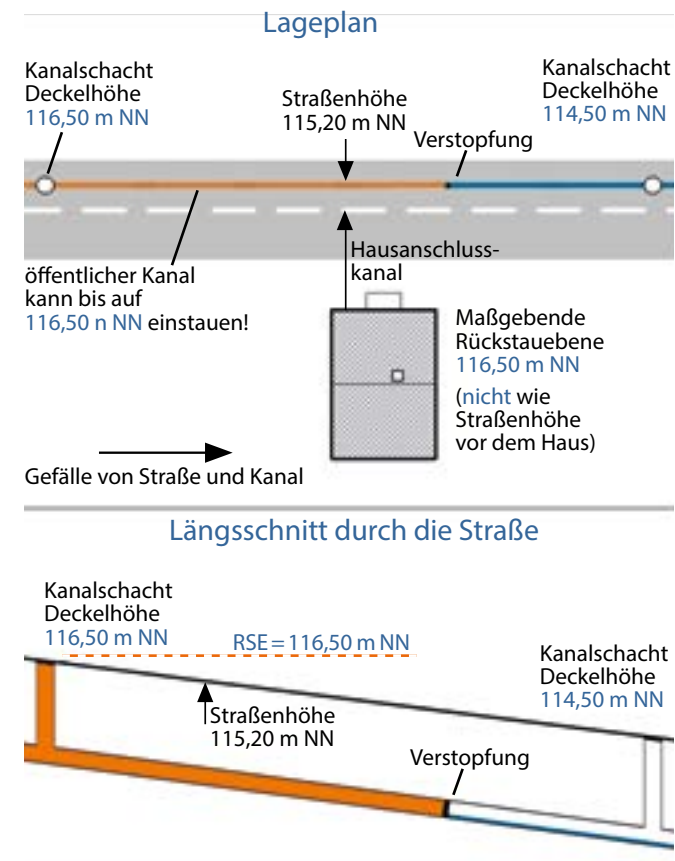 Lageplan
Kanalschacht
Deckelhöhe
116,50 m NN
Straßenhöhe
115,20 m NN
Kanalschacht
Deckelhöhe
114,50 m NN
Verstopfung
öffentlicher Kanal
kann bis auf
116,50 n NN einstauen!
Hausanschluss-
kanal
Maßgebende
Rückstauebene
116,50 m NN
(nicht wie
Straßenhöhe
vor dem Haus)
Gefälle von Straße und Kanal
Längsschnitt durch die Straße
Kanalschacht
Deckelhöhe
116,50 m NN
RSE = 116,50 m NN
Kanalschacht
Deckelhöhe
114,50 m NN
Straßenhöhe
115,20 m NN
Verstopfung